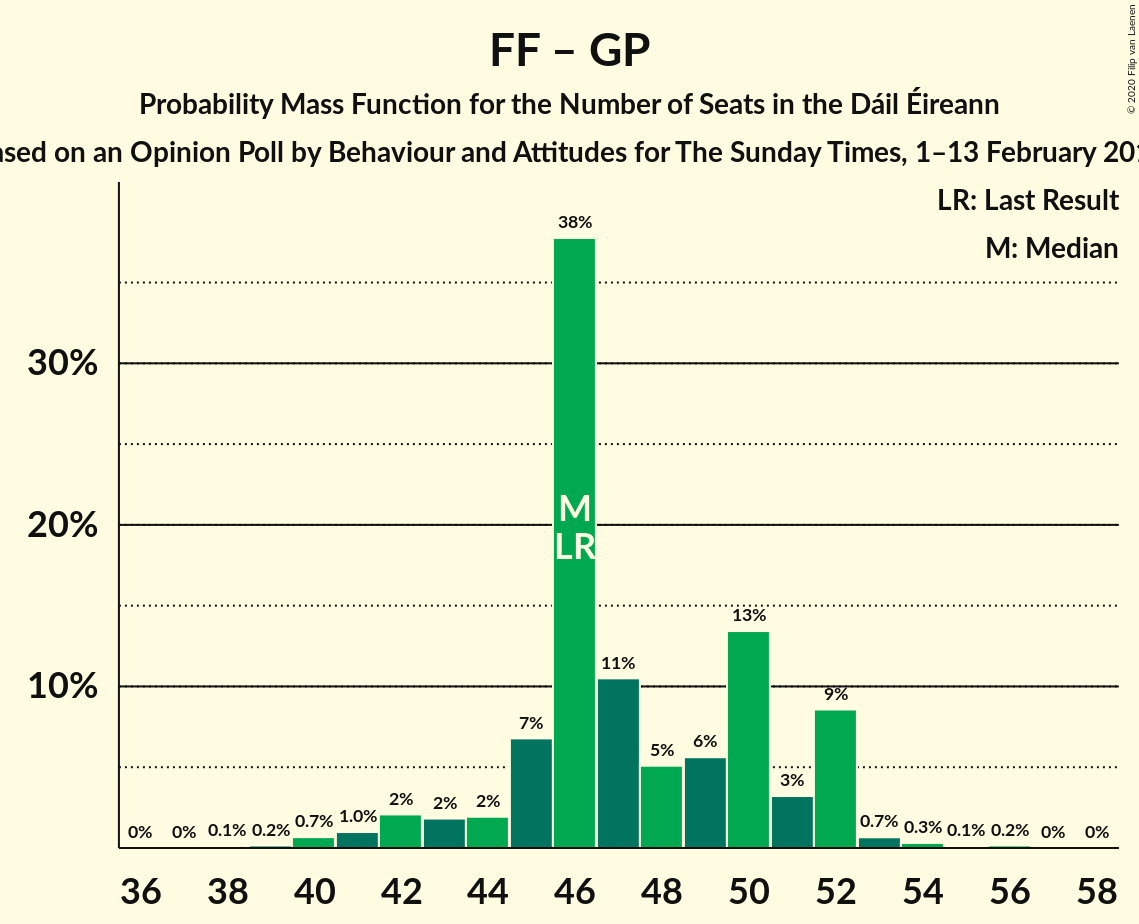 FF – GP
Probability Mass Function for the Number of Seats in the Dáil Éireann
on an Opinion Poll by Behaviour and Attitudes for The Sunday Times, 1–13 February
© 2020 Filip van Laenen
LR: Last Result
M: Median
38%
30%
M
20%
LR
13%
11%
10%
9%
7%
6%
5%
3%
2%
2%
2%
1.0%
0.7%
0.7%
0.3%
0.2%
0.2%
0.1%
0.1%
0%
0%
0%
0%
36 38 40 42 44 46 48 50 52 54 56 58